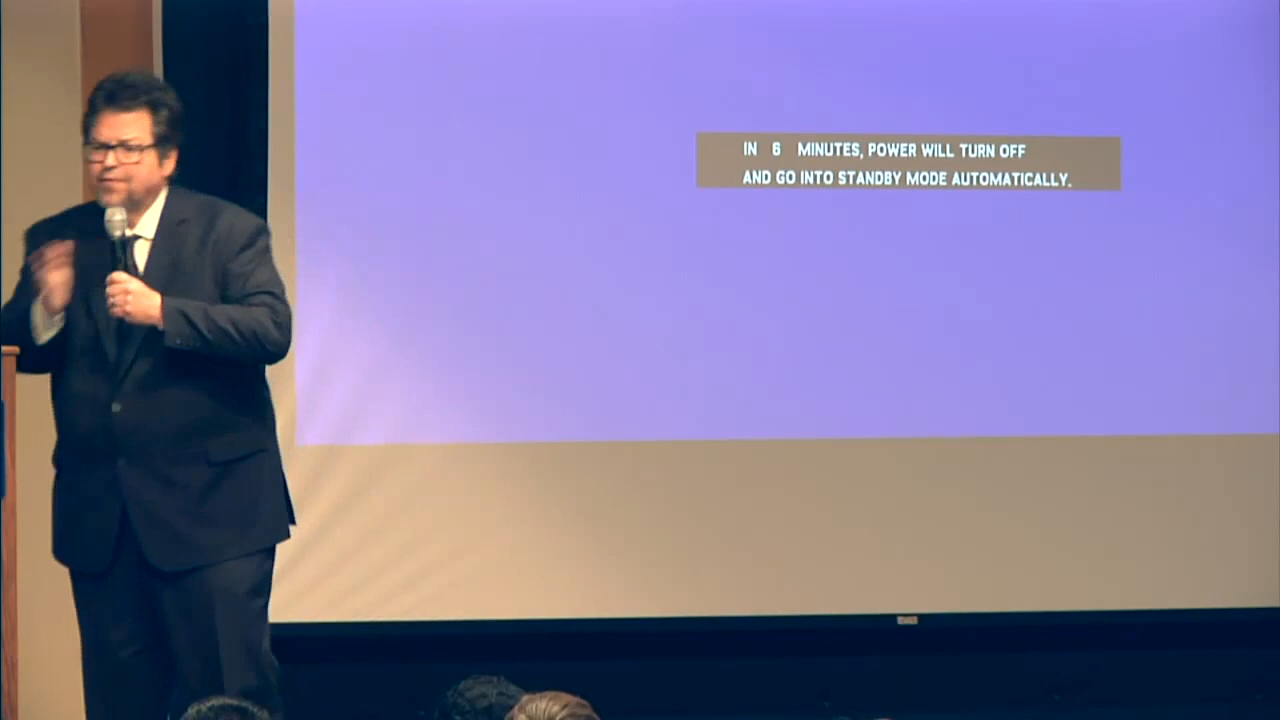 IN 6 MINUTES, POWER WILL TURN OFF
AND GO INTO STANDBY MODE AUTOMATICALLY.